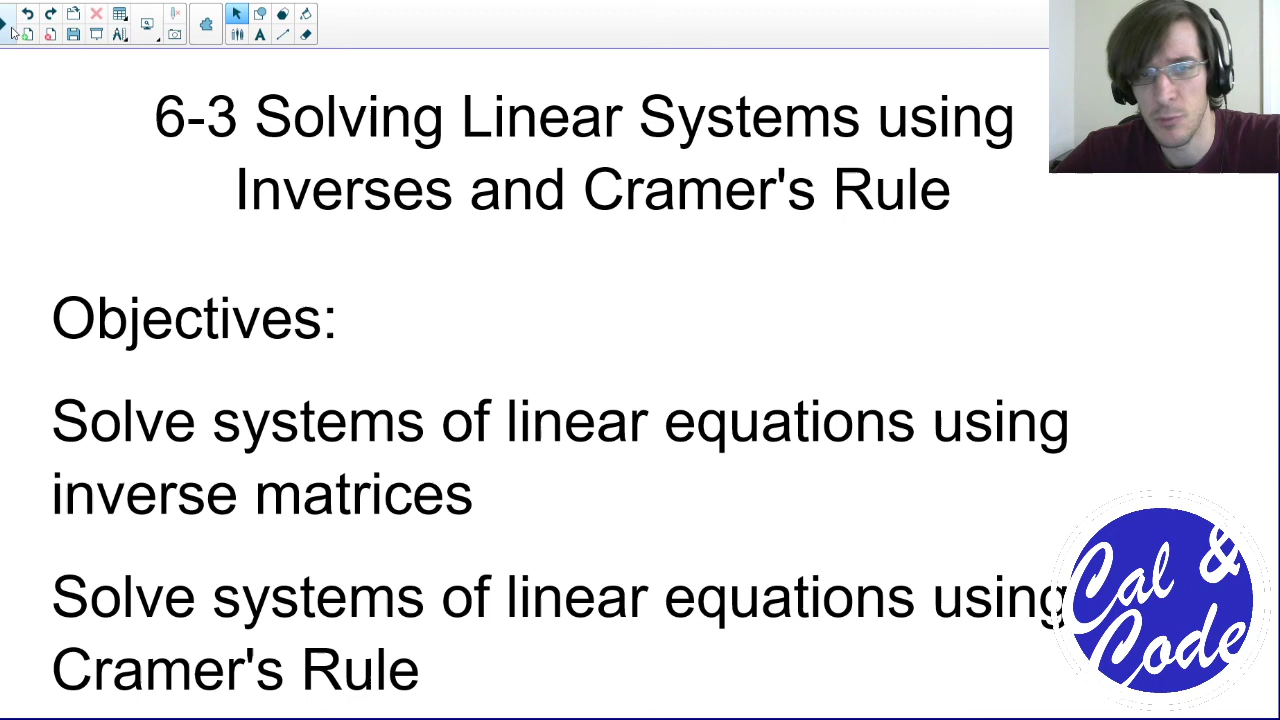 6-3 Solving Linear Systems using
Inverses and Cramer's Rule
Objectives:
Solve systems of linear equations using
inverse matrices
Solve systems of linear equations using
Cramer's Rule
Cal &
Code